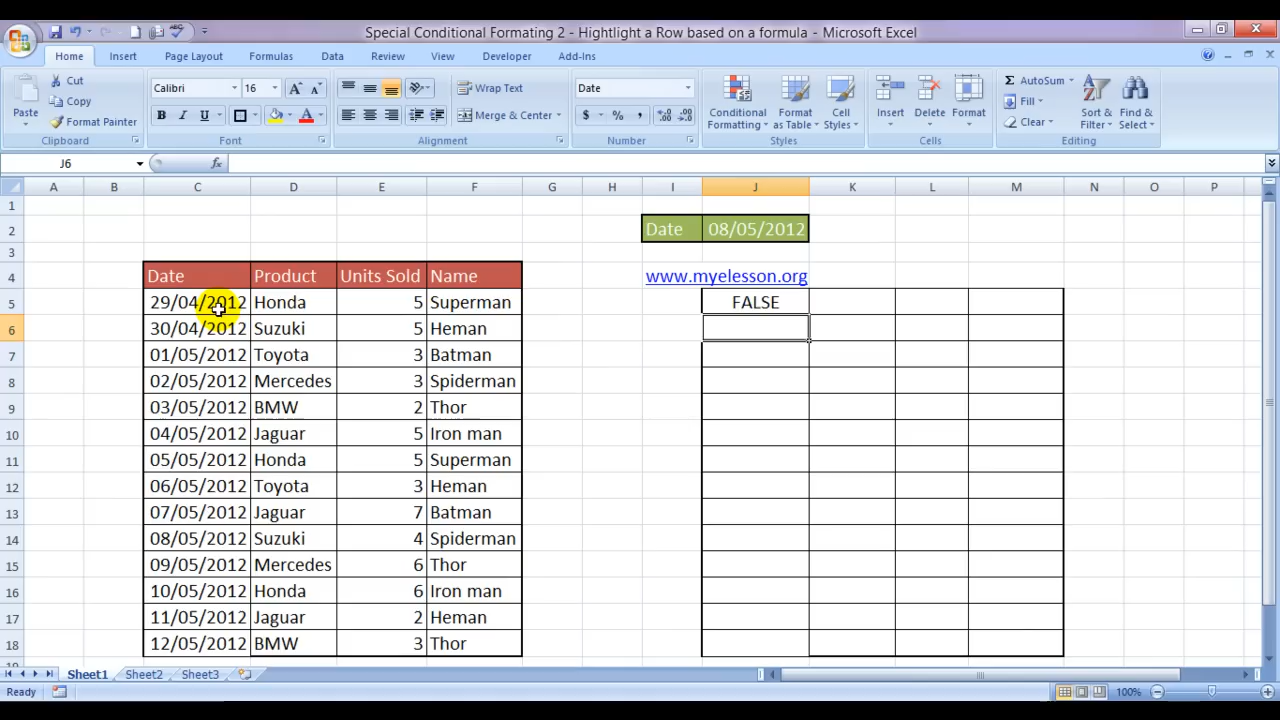 Special Conditional Formating 2 - Hightlight a Row based on a formula - Microsoft Excel
Home Insert Page Layout Formulas Data Review View Developer Add-Ins
Paste Cut Copy Format Painter Clipboard
Calibri 16 A A B I U A Font
Wrap Text Merge & Center Alignment
Date $ % , Number
Conditional Formatting Format as Table Cell Styles Styles
Insert Delete Format Cells
Σ AutoSum Fill Clear Sort & Filter Find & Select Editing
J6 fx
A B C D E F G H I J K L M N O P
1
2 Date 08/05/2012
3
4 Date Product Units Sold Name www.myelesson.org
5 29/04/2012 Honda 5 Superman FALSE
6 30/04/2012 Suzuki 5 Heman
7 01/05/2012 Toyota 3 Batman
8 02/05/2012 Mercedes 3 Spiderman
9 03/05/2012 BMW 2 Thor
10 04/05/2012 Jaguar 5 Iron man
11 05/05/2012 Honda 5 Superman
12 06/05/2012 Toyota 3 Heman
13 07/05/2012 Jaguar 7 Batman
14 08/05/2012 Suzuki 4 Spiderman
15 09/05/2012 Mercedes 6 Thor
16 10/05/2012 Honda 6 Iron man
17 11/05/2012 Jaguar 2 Heman
18 12/05/2012 BMW 3 Thor
Sheet1 Sheet2 Sheet3
Ready 100%